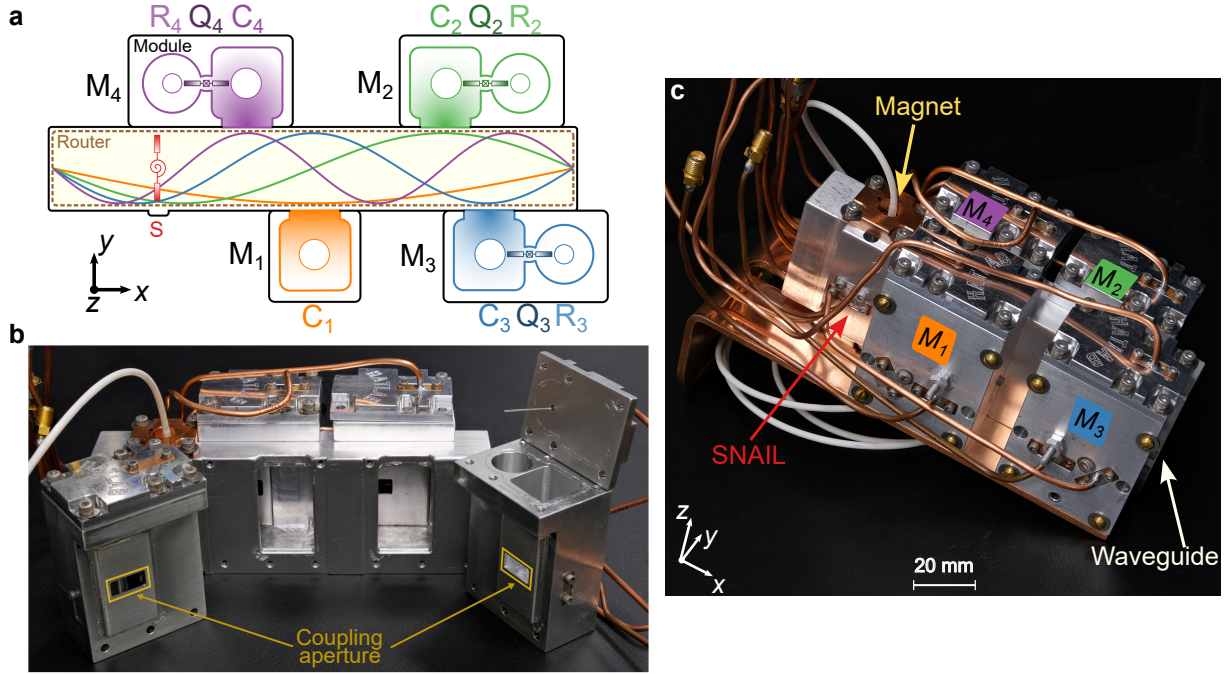 a
R4 Q4 C4
C2 Q2 R2
Module
M4
M2
Router
S
M1
M3
y
z
x
C1
C3 Q3 R3
b
Coupling
aperture
c
Magnet
M4
M2
M1
M3
SNAIL
Waveguide
z
y
x
20 mm